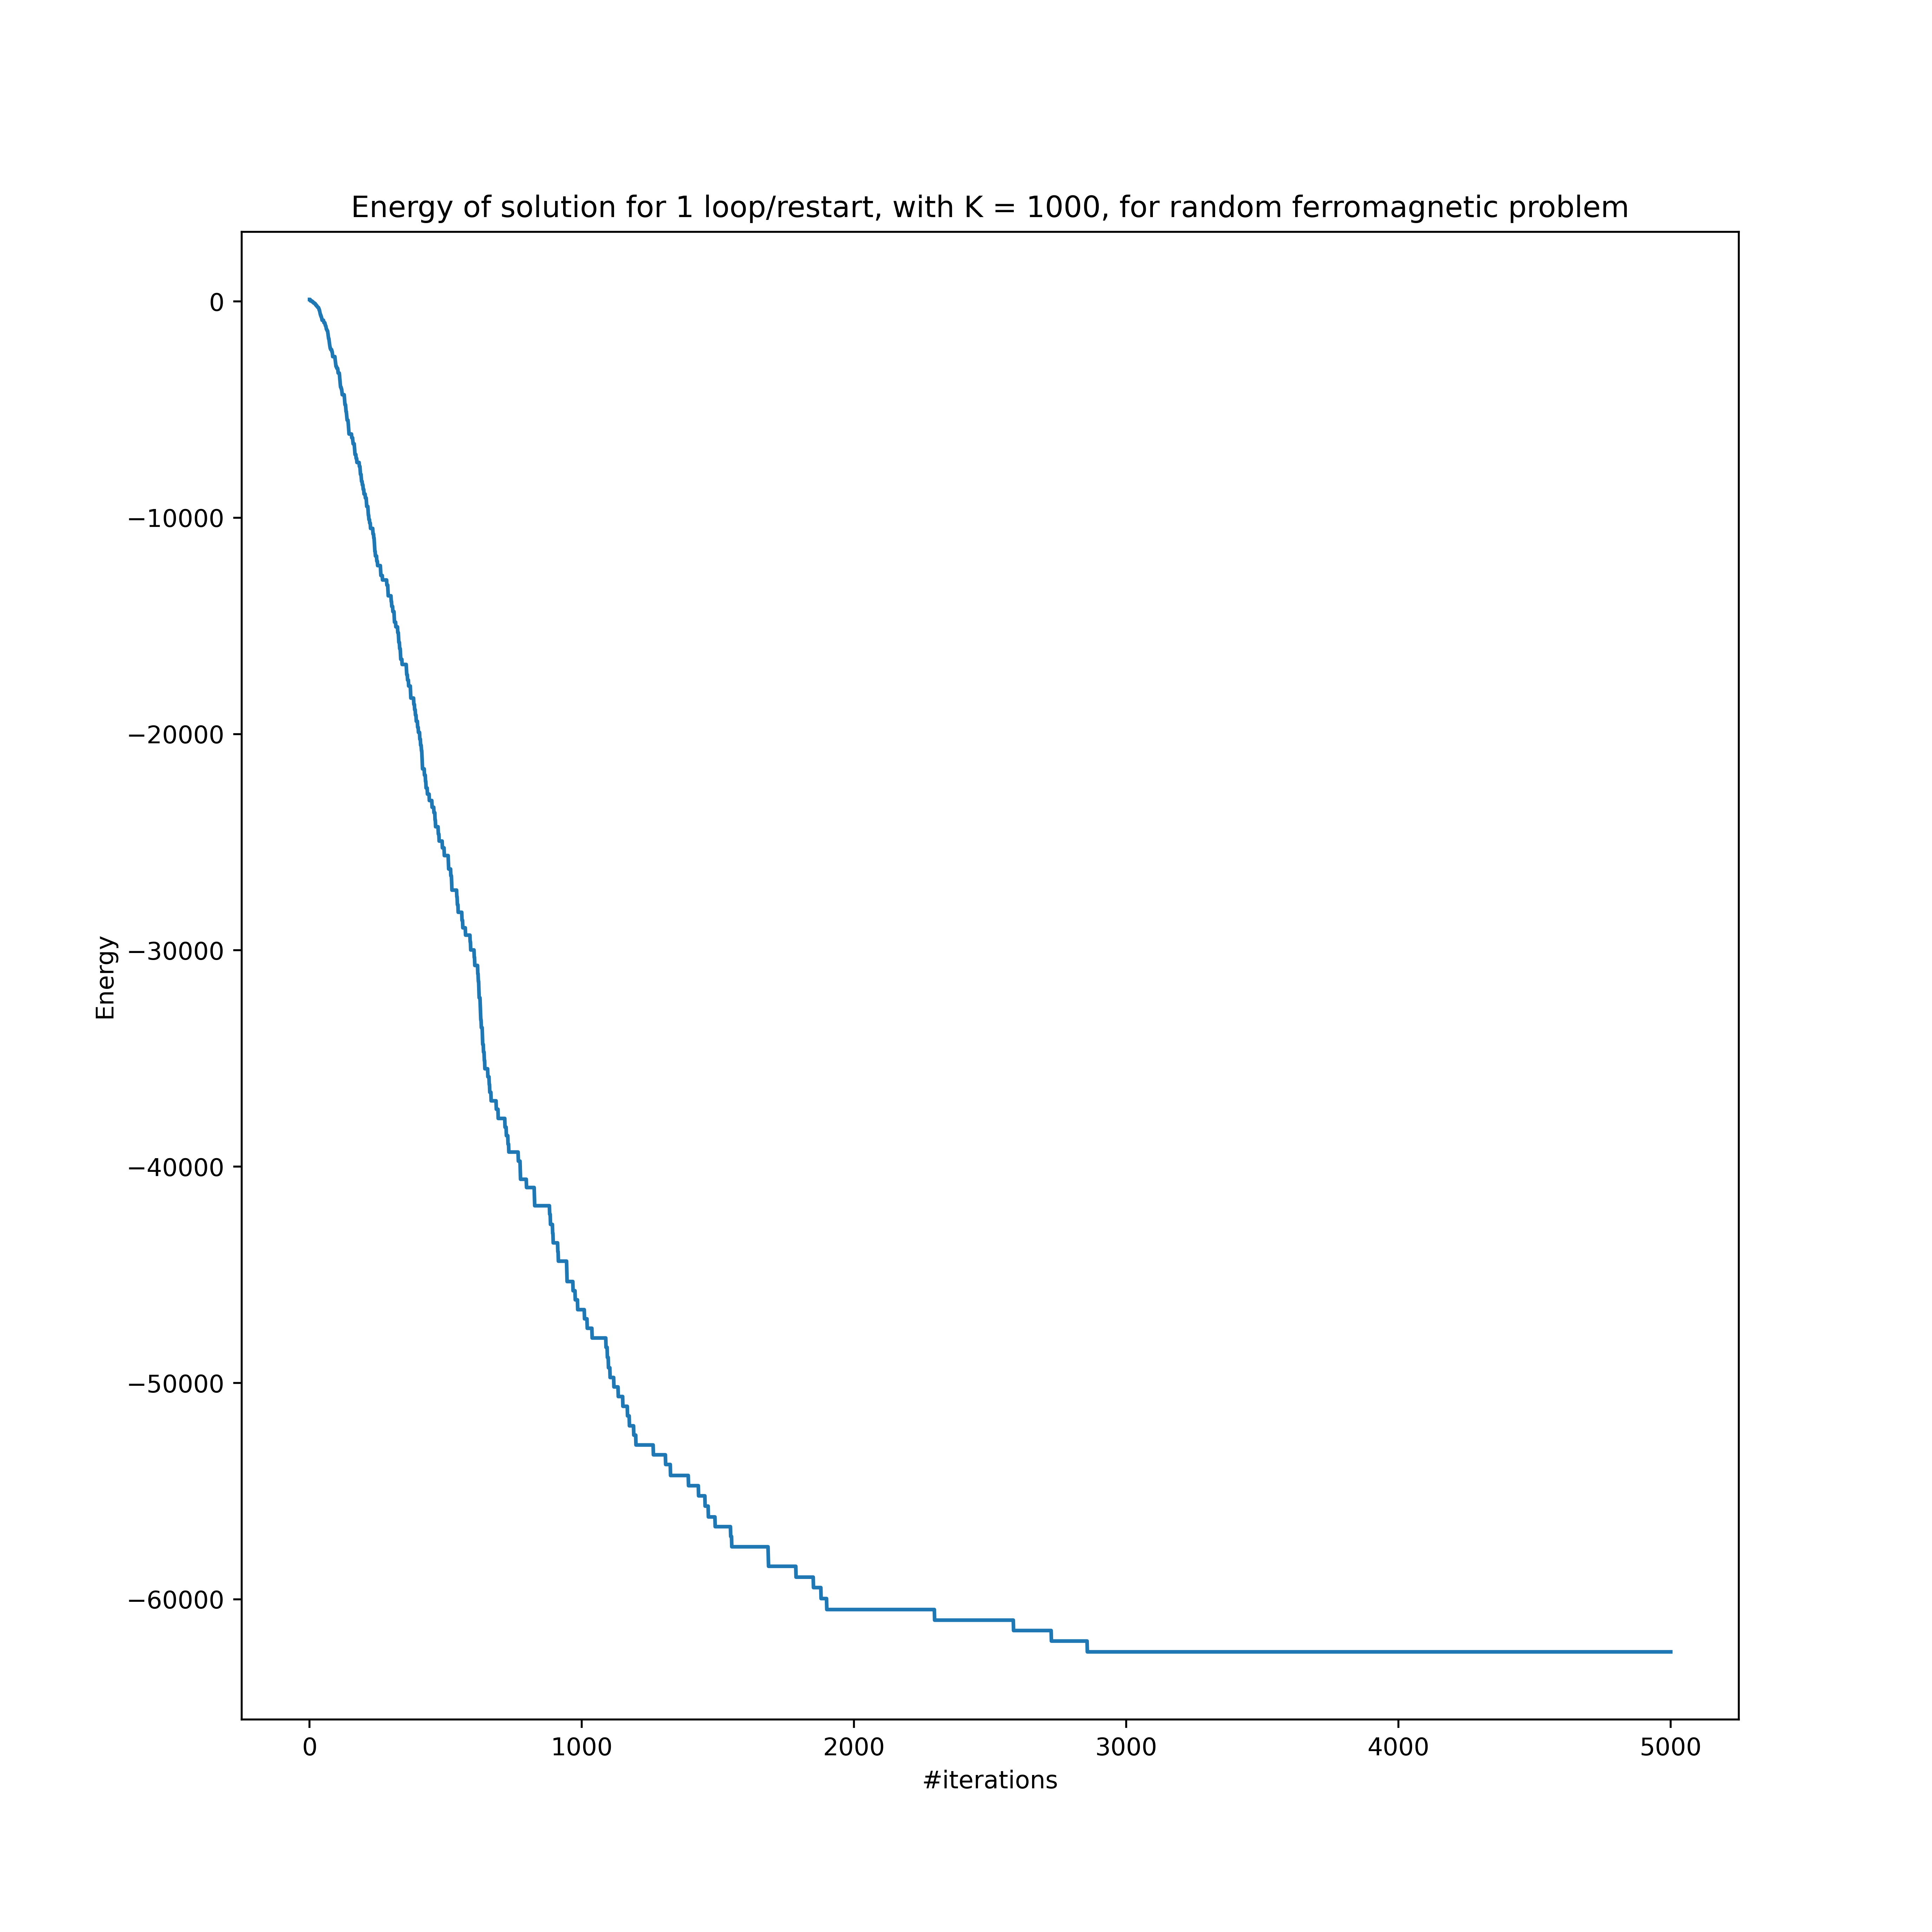 Energy of solution for 1 loop/restart, with K = 1000, for random ferromagnetic problem
0
−10000
−20000
−30000
−40000
−50000
−60000
Energy
0 1000 2000 3000 4000 5000
#iterations